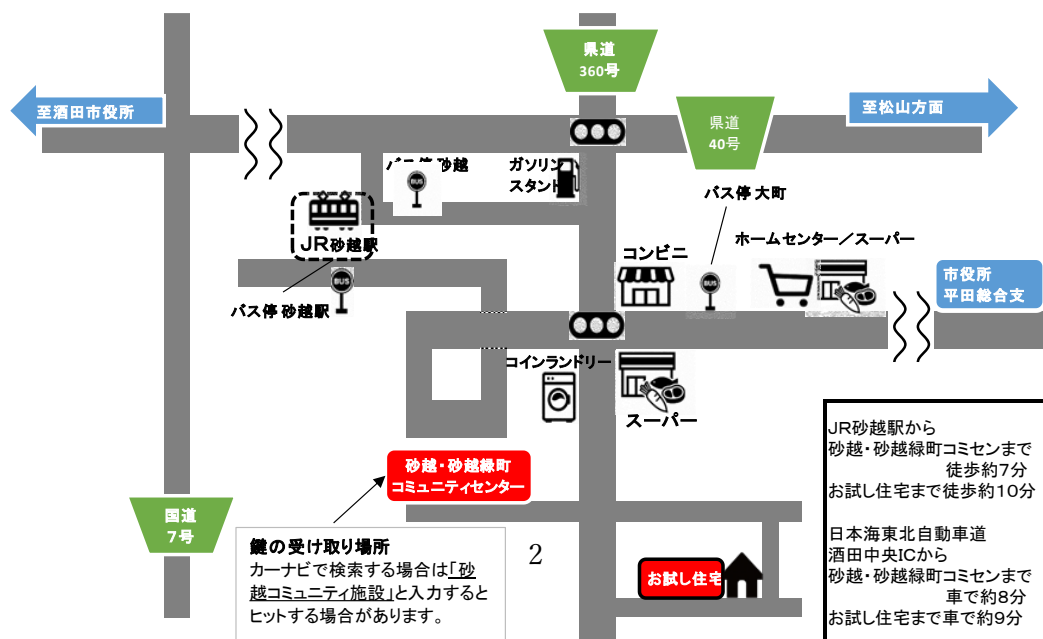 県道
360号
至酒田市役所
至松山方面
県道
40号
バス停 砂越
ガソリン
スタンド
バス停 大町
JR砂越駅
コンビニ
ホームセンター／スーパー
BUS
BUS
BUS
市役所
平田総合支
バス停 砂越駅
コインランドリー
スーパー
砂越・砂越緑町
コミュニティセンター
国道
7号
鍵の受け取り場所
カーナビで検索する場合は「砂
越コミュニティ施設」と入力すると
ヒットする場合があります。
2
お試し住宅
JR砂越駅から
砂越・砂越緑町コミセンまで
徒歩約7分
お試し住宅まで徒歩約10分
日本海東北自動車道
酒田中央ICから
砂越・砂越緑町コミセンまで
車で約8分
お試し住宅まで車で約9分